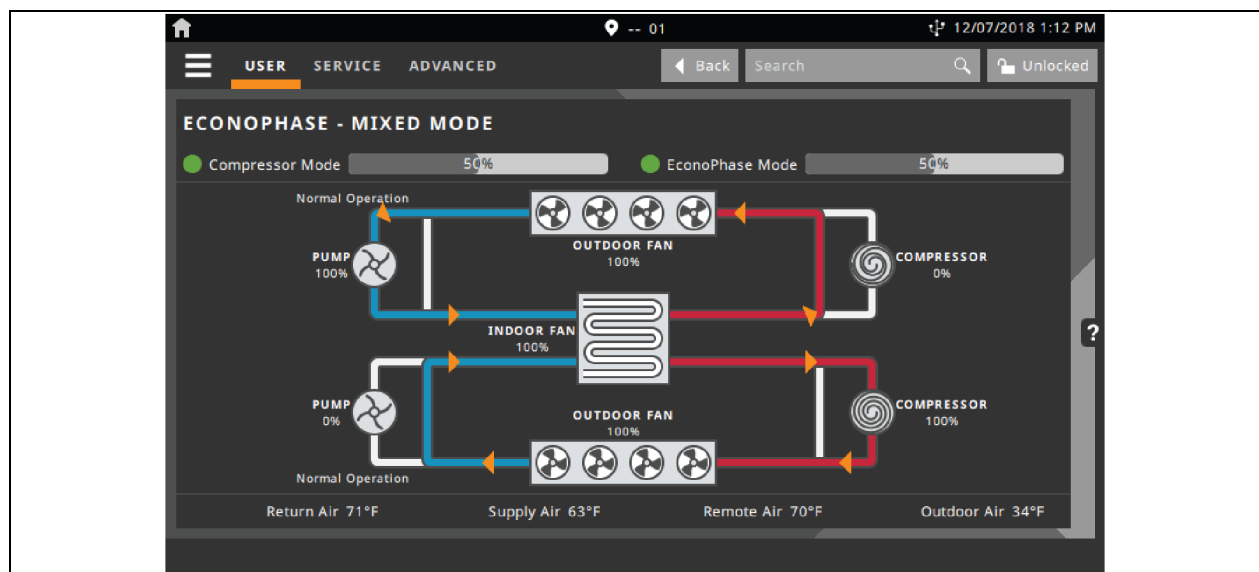 -- 01
12/07/2018 1:12 PM
USER SERVICE ADVANCED
Back
Search
Unlocked
ECONOPHASE - MIXED MODE
Compressor Mode 50%
EconoPhase Mode 50%
Normal Operation
PUMP
100%
OUTDOOR FAN
100%
COMPRESSOR
0%
INDOOR FAN
100%
?
PUMP
0%
OUTDOOR FAN
100%
COMPRESSOR
100%
Normal Operation
Return Air 71°F
Supply Air 63°F
Remote Air 70°F
Outdoor Air 34°F